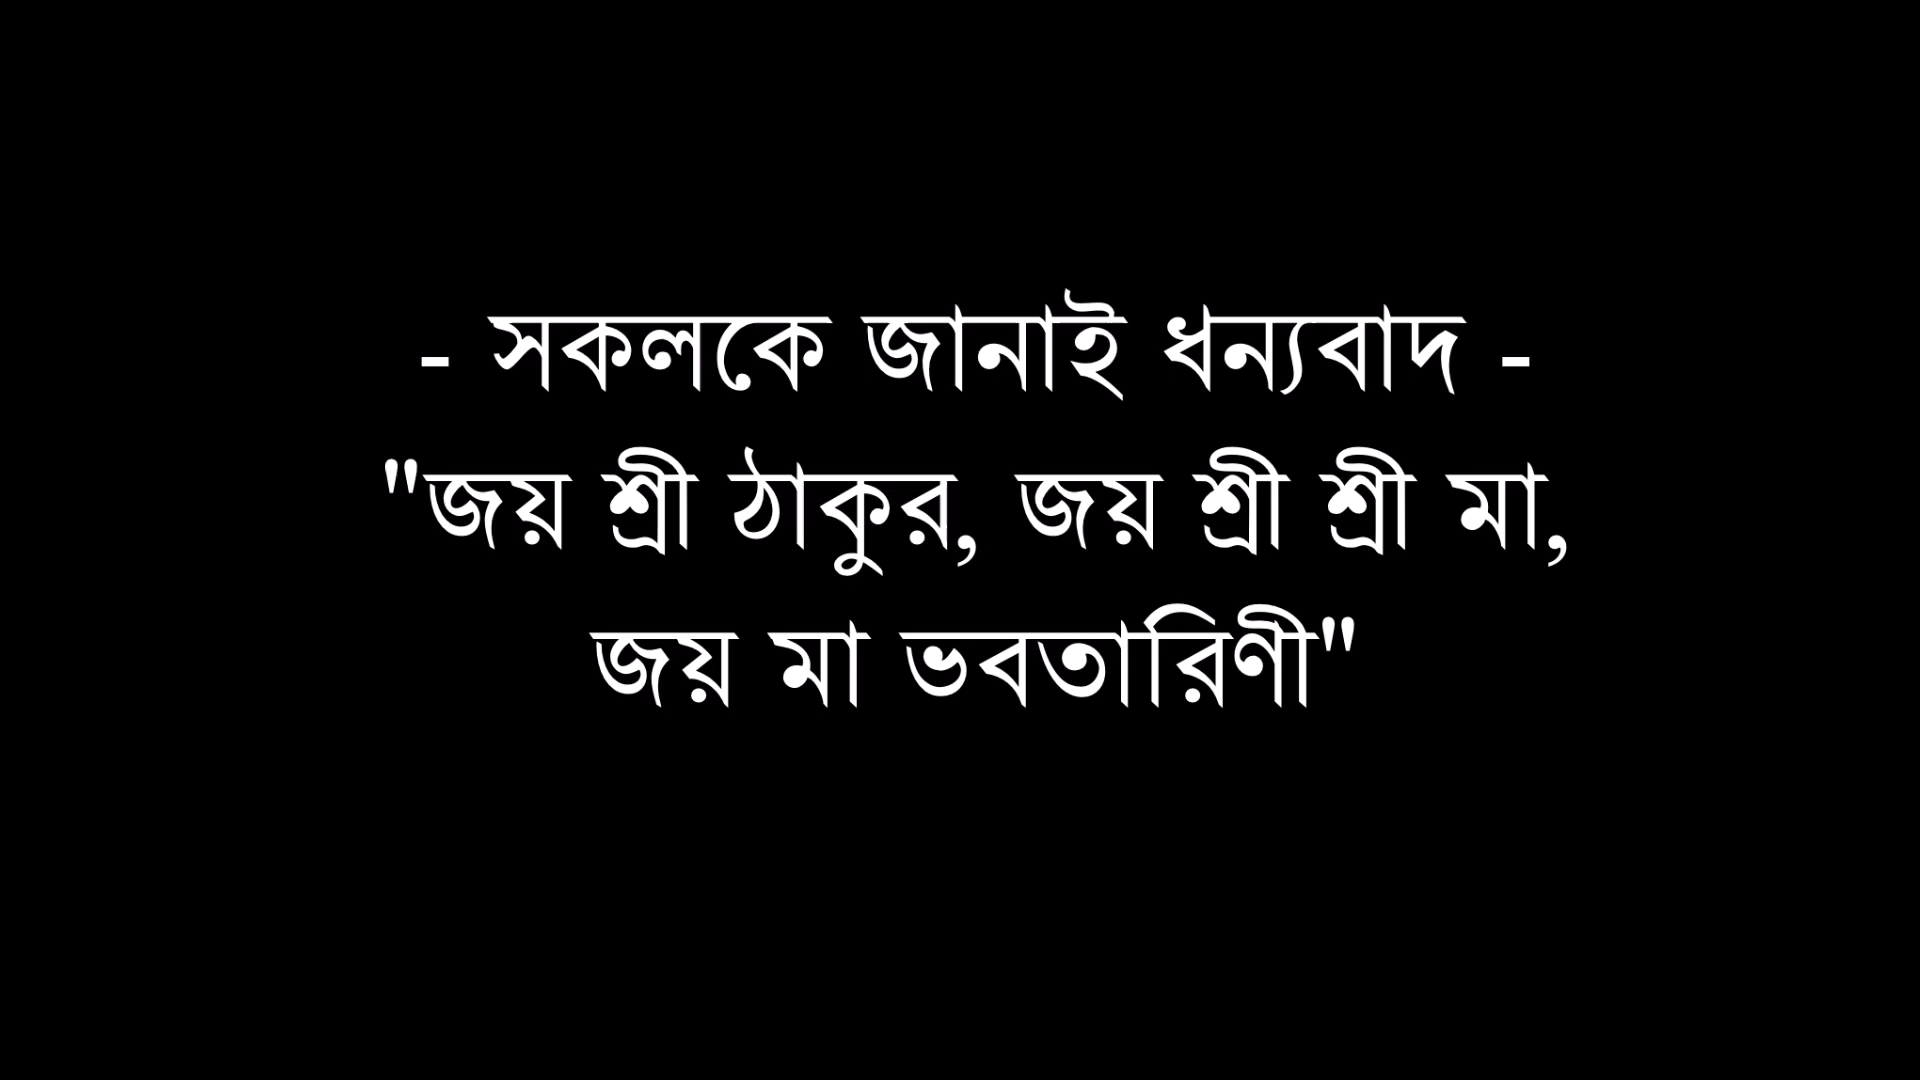 - সকলকে জানাই ধন্যবাদ -
"জয় শ্রী ঠাকুর, জয় শ্রী শ্রী মা,
জয় মা ভবতারিণী"